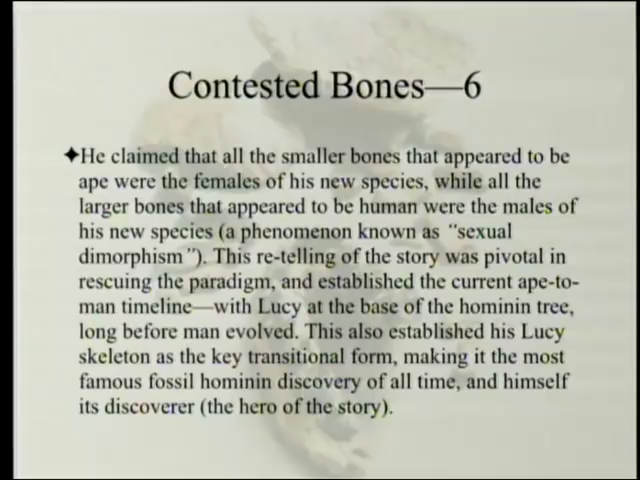 Contested Bones—6
✦He claimed that all the smaller bones that appeared to be
ape were the females of his new species, while all the
larger bones that appeared to be human were the males of
his new species (a phenomenon known as “sexual
dimorphism”). This re-telling of the story was pivotal in
rescuing the paradigm, and established the current ape-to-
man timeline—with Lucy at the base of the hominin tree,
long before man evolved. This also established his Lucy
skeleton as the key transitional form, making it the most
famous fossil hominin discovery of all time, and himself
its discoverer (the hero of the story).